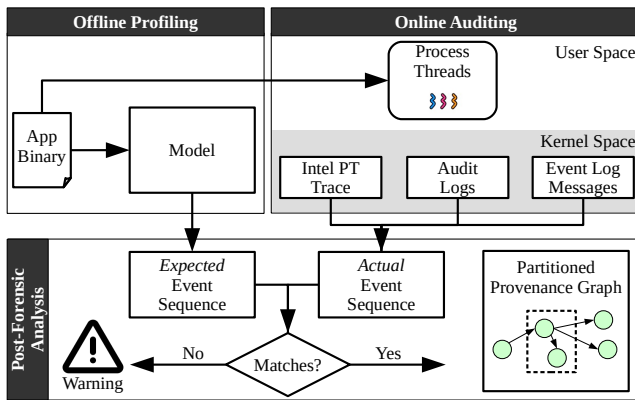 Offline Profiling
Online Auditing
Process
Threads
User Space
App
Binary
Model
Kernel Space
Intel PT
Trace
Audit
Logs
Event Log
Messages
Post-Forensic
Analysis
Expected
Event
Sequence
Actual
Event
Sequence
Partitioned
Provenance Graph
No
Matches?
Yes
Warning